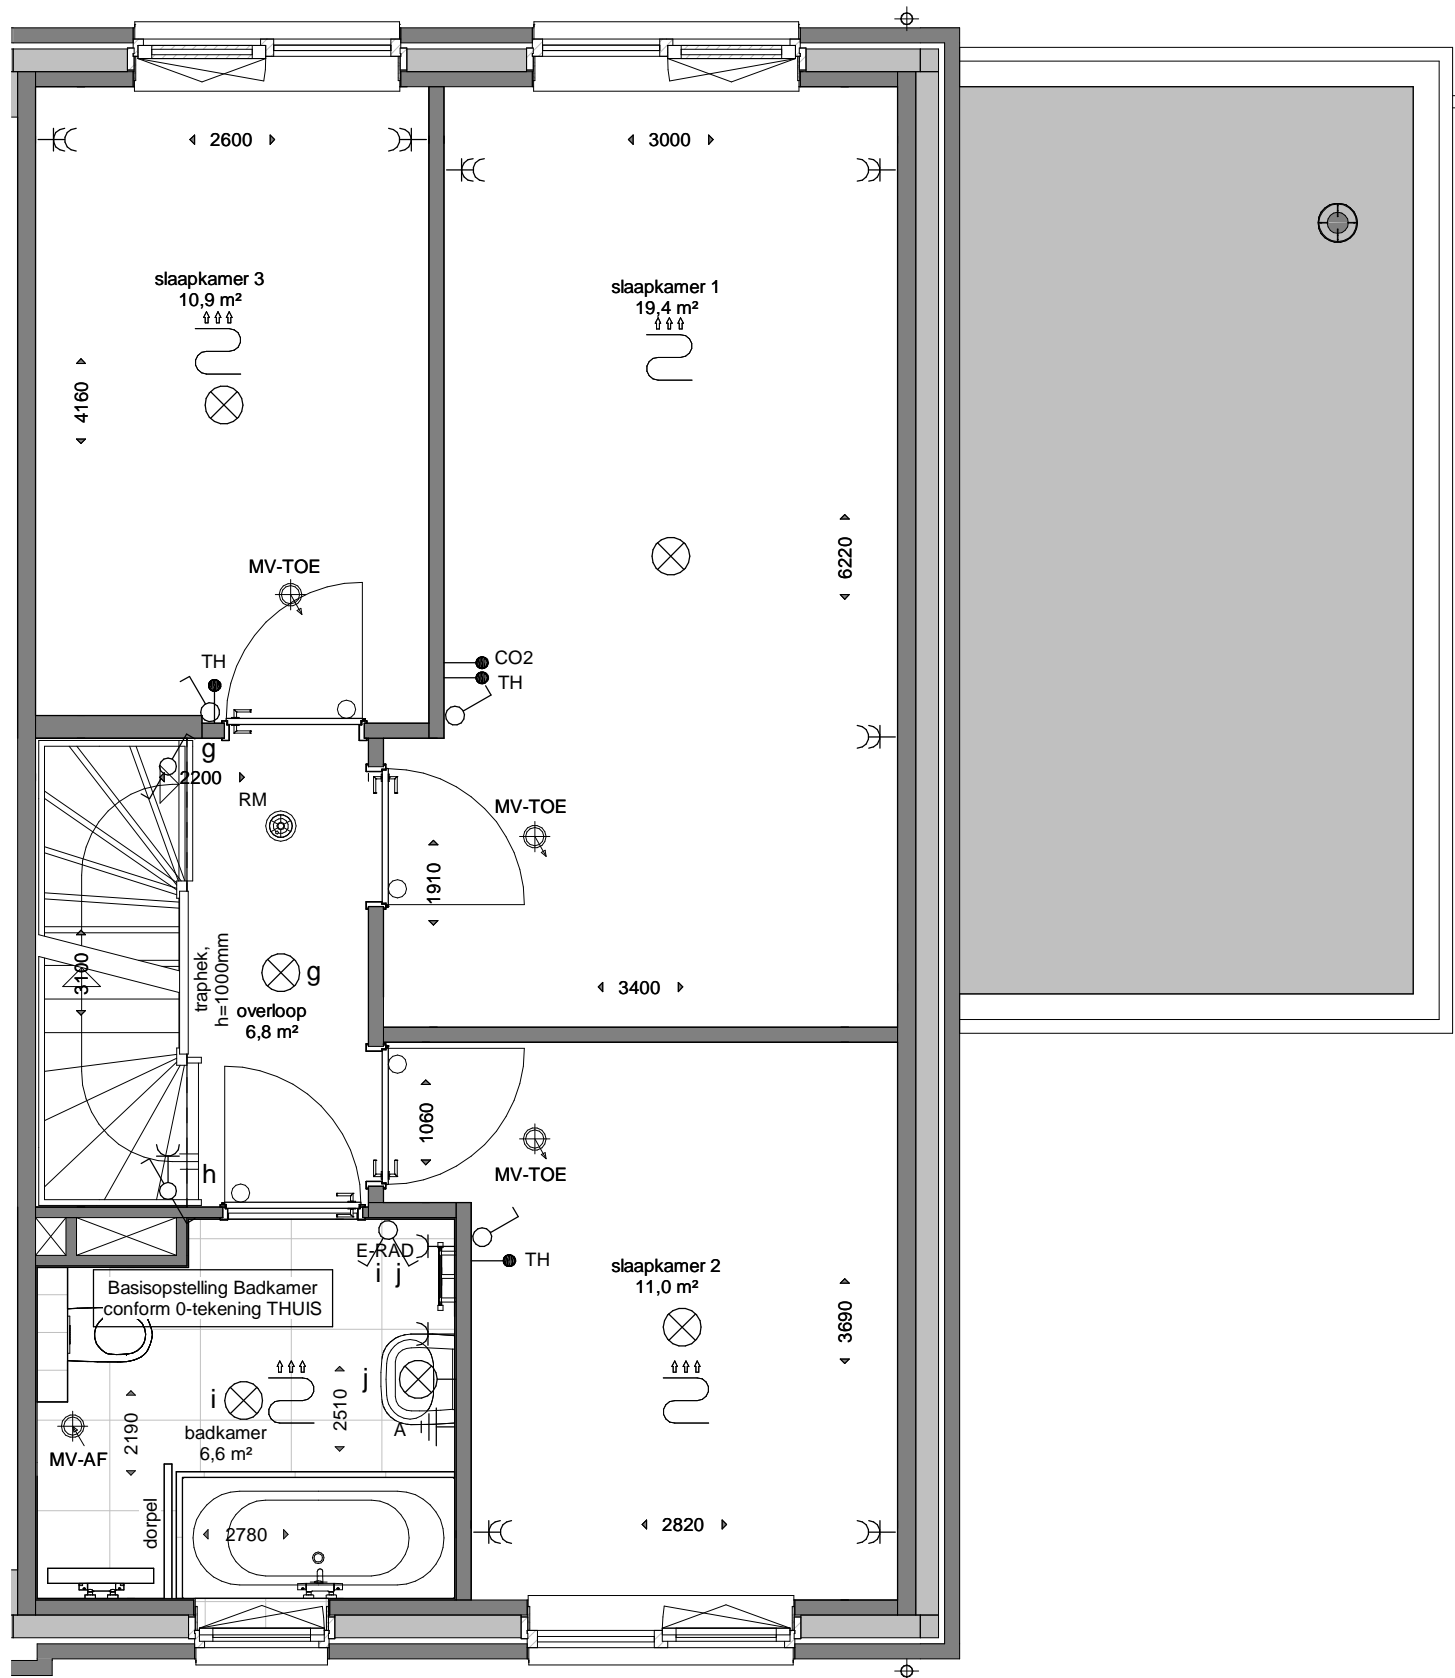 2600
3000
slaapkamer 3
10,9 m²
slaapkamer 1
19,4 m²
4160
6220
MV-TOE
TH
CO2
TH
g
2200
RM
MV-TOE
1910
3100
traphek,
h=1000mm
g
overloop
6,8 m²
3400
1060
MV-TOE
h
E-RAD
i j
TH
slaapkamer 2
11,0 m²
Basisopstelling Badkamer
conform 0-tekening THUIS
3690
j
i
2510
2190
badkamer
6,6 m²
A
MV-AF
dorpel
2780
2820